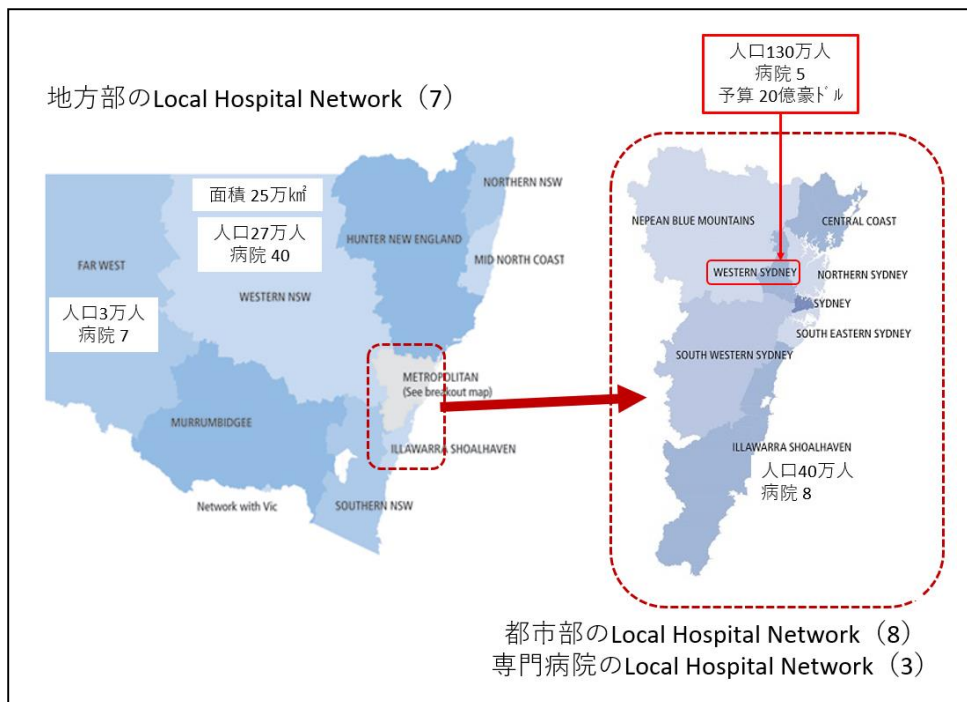 地方部のLocal Hospital Network（7）
人口130万人
病院 5
予算 20億豪ﾄﾞﾙ
面積 25万㎢
人口27万人
病院 40
人口3万人
病院 7
FAR WEST
WESTERN NSW
HUNTER NEW ENGLAND
NORTHERN NSW
MID NORTH COAST
METROPOLITAN
(See breakout map)
MURRUMBIDGEE
ILLAWARRA SHOALHAVEN
Network with Vic
SOUTHERN NSW
NEPEAN BLUE MOUNTAINS
CENTRAL COAST
WESTERN SYDNEY
NORTHERN SYDNEY
SYDNEY
SOUTH EASTERN SYDNEY
SOUTH WESTERN SYDNEY
ILLAWARRA SHOALHAVEN
人口40万人
病院 8
都市部のLocal Hospital Network（8）
専門病院のLocal Hospital Network（3）